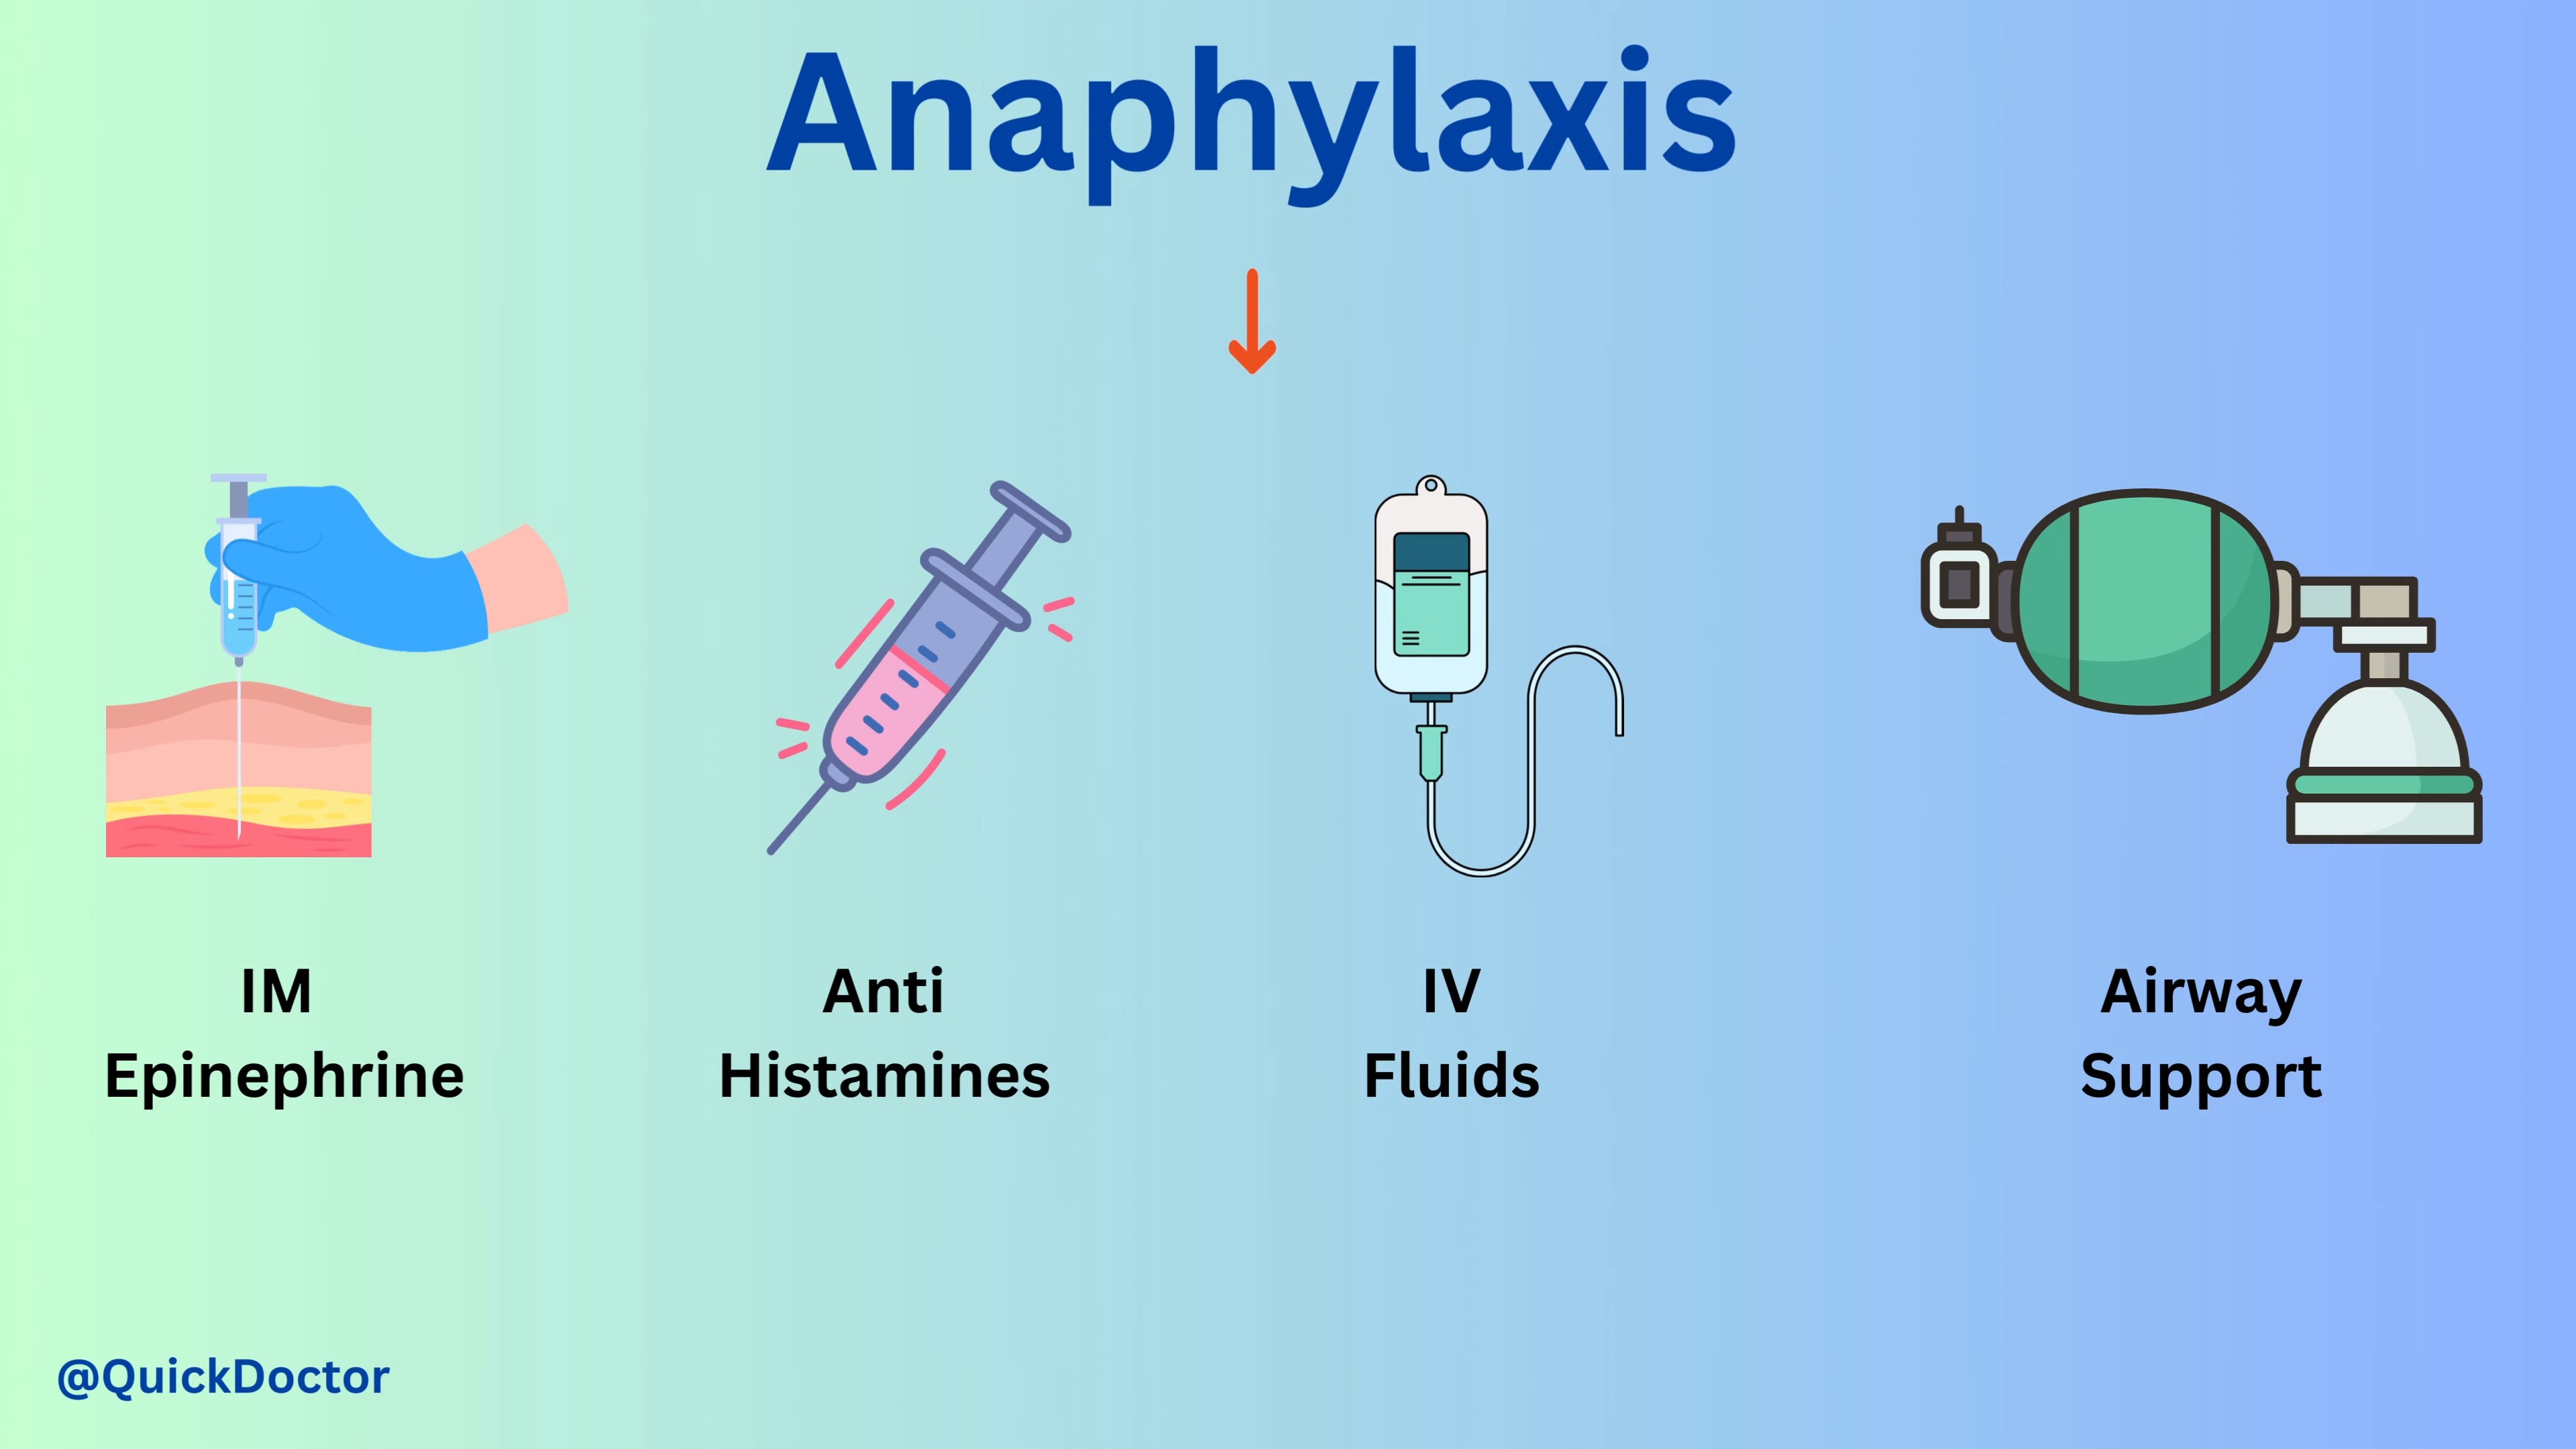 Anaphylaxis
IM
Epinephrine
Anti
Histamines
IV
Fluids
Airway
Support
@QuickDoctor